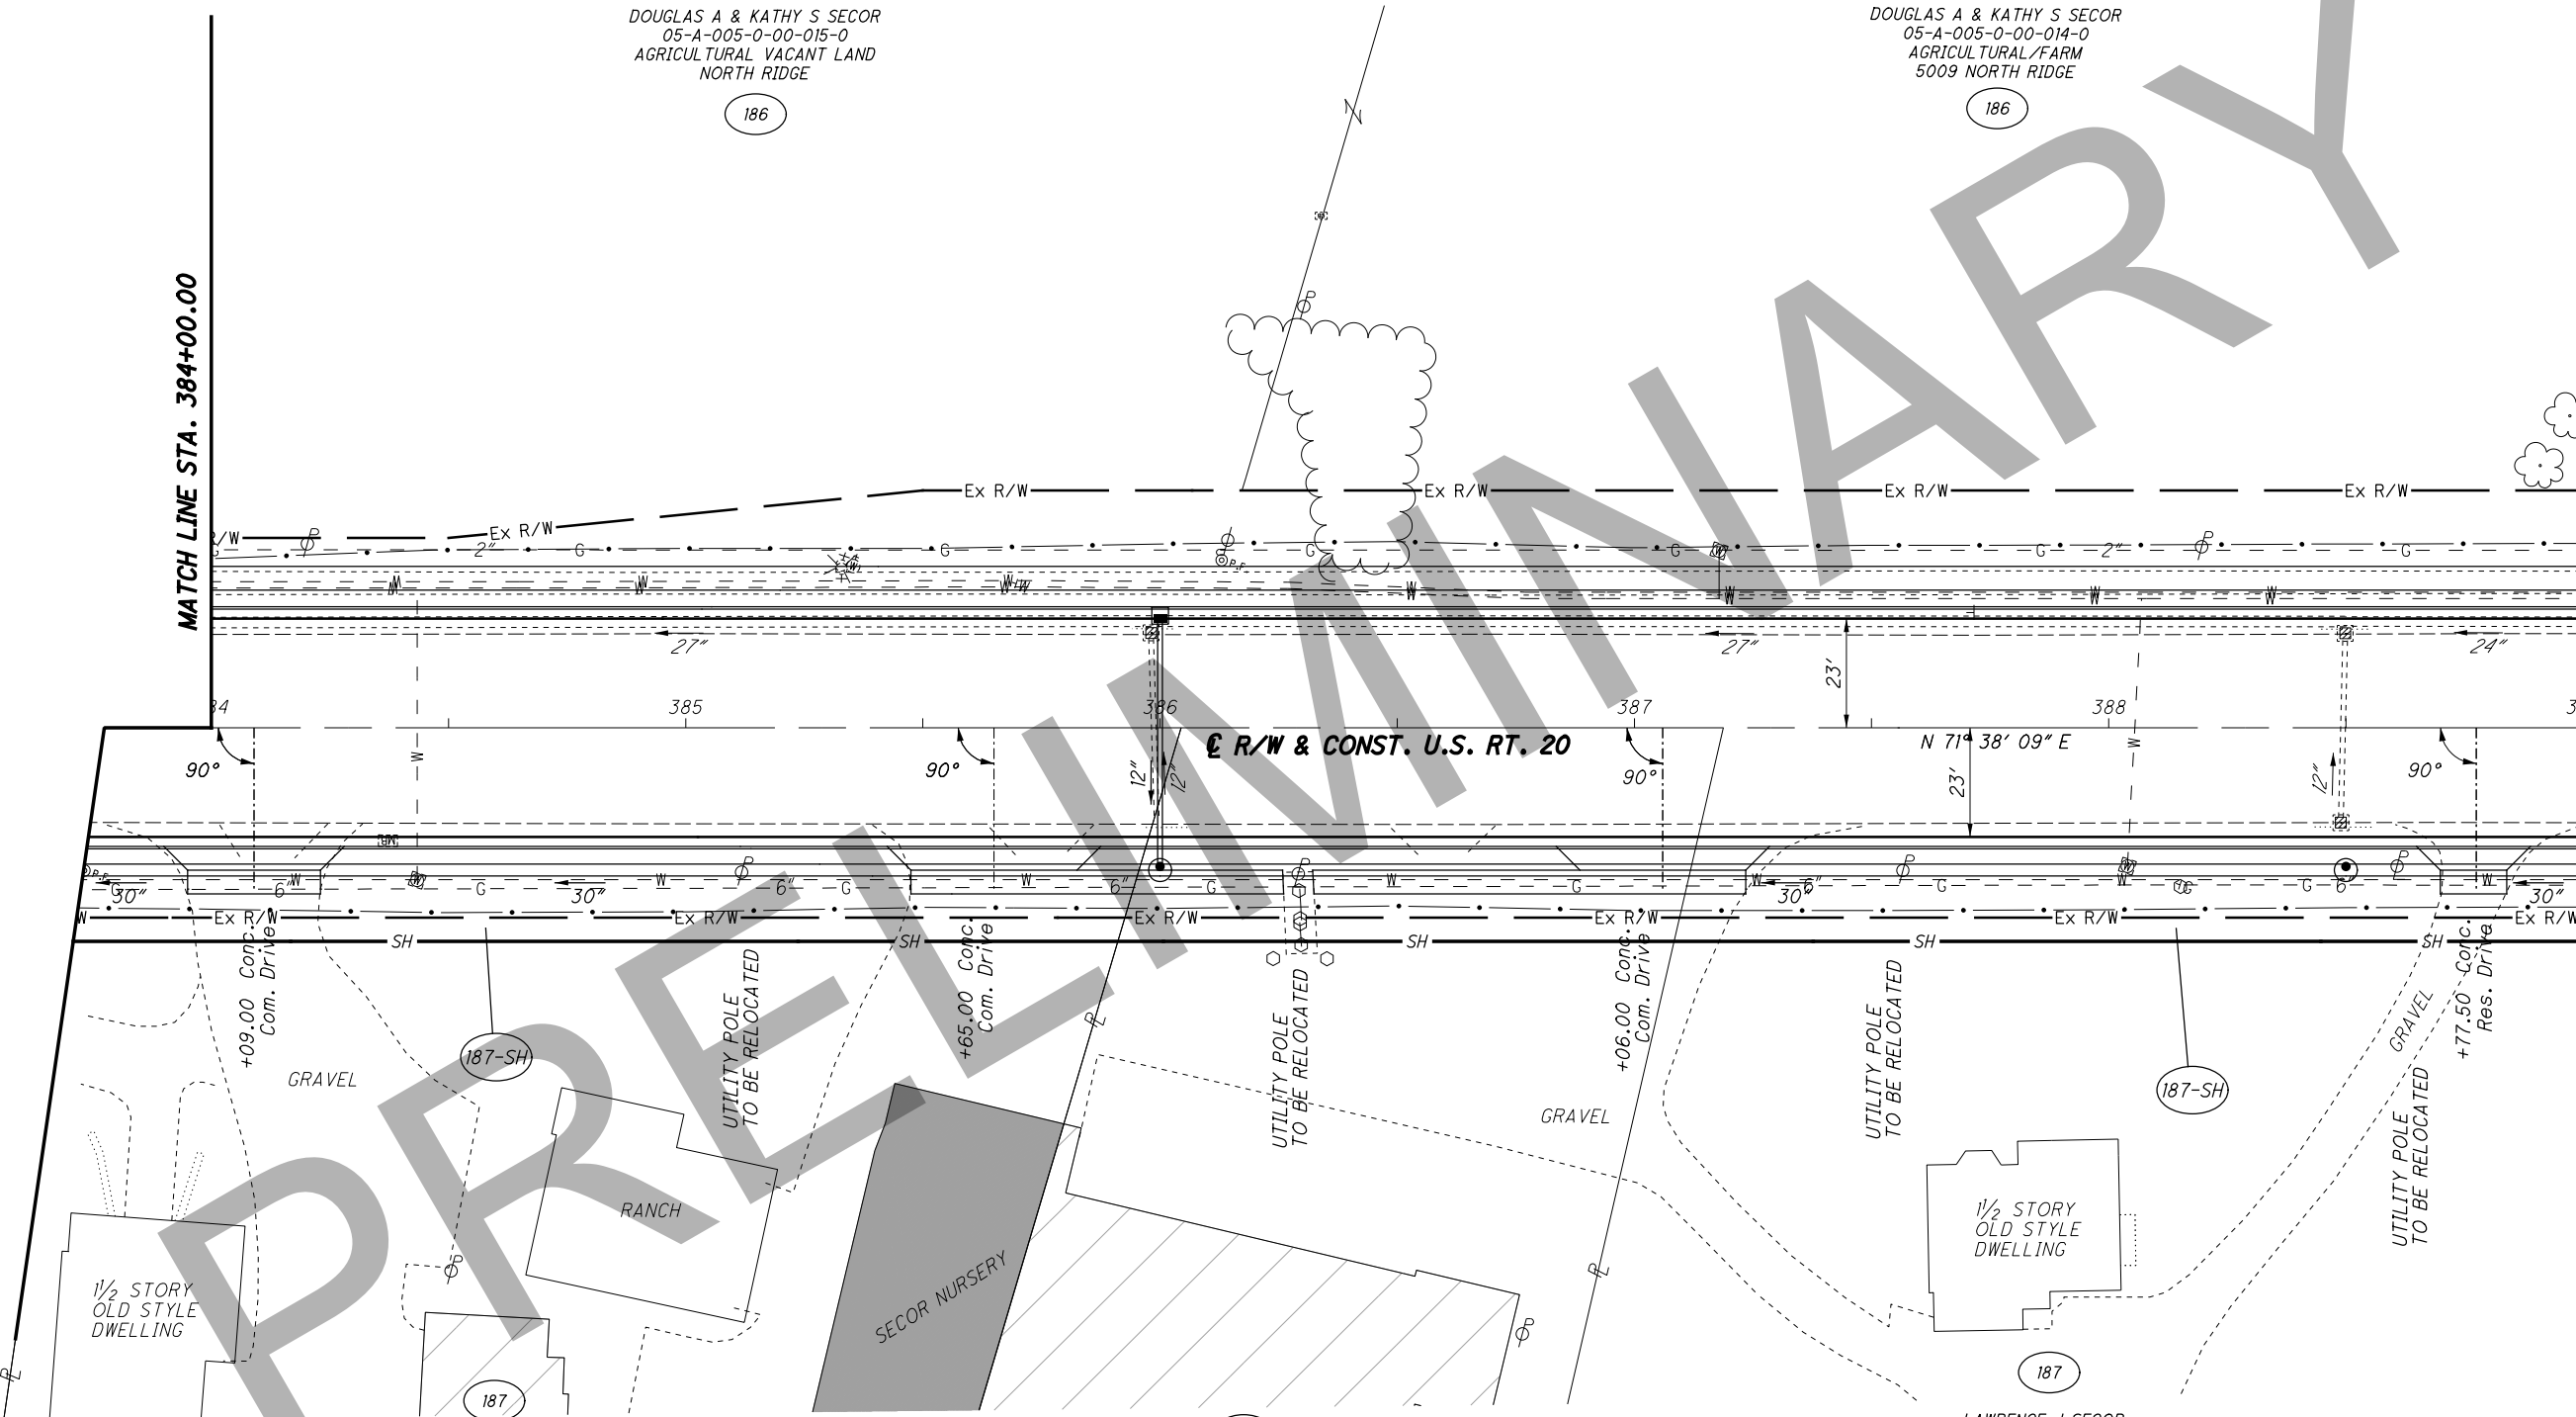 DOUGLAS A & KATHY S SECOR
05-A-005-0-00-015-0
AGRICULTURAL VACANT LAND
NORTH RIDGE
186
DOUGLAS A & KATHY S SECOR
05-A-005-0-00-014-0
AGRICULTURAL/FARM
5009 NORTH RIDGE
186
PRELIMINARY
MATCH LINE STA. 384+00.00
Ex R/W
Ex R/W
Ex R/W
Ex R/W
R/W
Ex R/W
2"
G
G
G
G
G
2"
G
W
W
W
W
W
W
W
27"
27"
24"
23'
84
385
386
387
388
℄ R/W & CONST. U.S. RT. 20
N 71° 38' 09" E
90°
90°
90°
90°
W
W
12"
12"
12"
23'
30"
G
6"
W
30"
G
W
6"
G
W
6"
G
W
G
W
30"
6"
G
W
G
6"
W
30"
W
Ex R/W
Ex R/W
Ex R/W
Ex R/W
Ex R/W
Ex R/W
SH
SH
SH
SH
SH
+09.00 Conc.
Com. Drive
+65.00 Conc.
Com. Drive
+06.00 Conc.
Com. Drive
+77.50 Conc.
Res. Drive
UTILITY POLE
TO BE RELOCATED
UTILITY POLE
TO BE RELOCATED
UTILITY POLE
TO BE RELOCATED
UTILITY POLE
TO BE RELOCATED
187-SH
187-SH
GRAVEL
GRAVEL
GRAVEL
RANCH
SECOR NURSERY
1½ STORY
OLD STYLE
DWELLING
1½ STORY
OLD STYLE
DWELLING
187
187